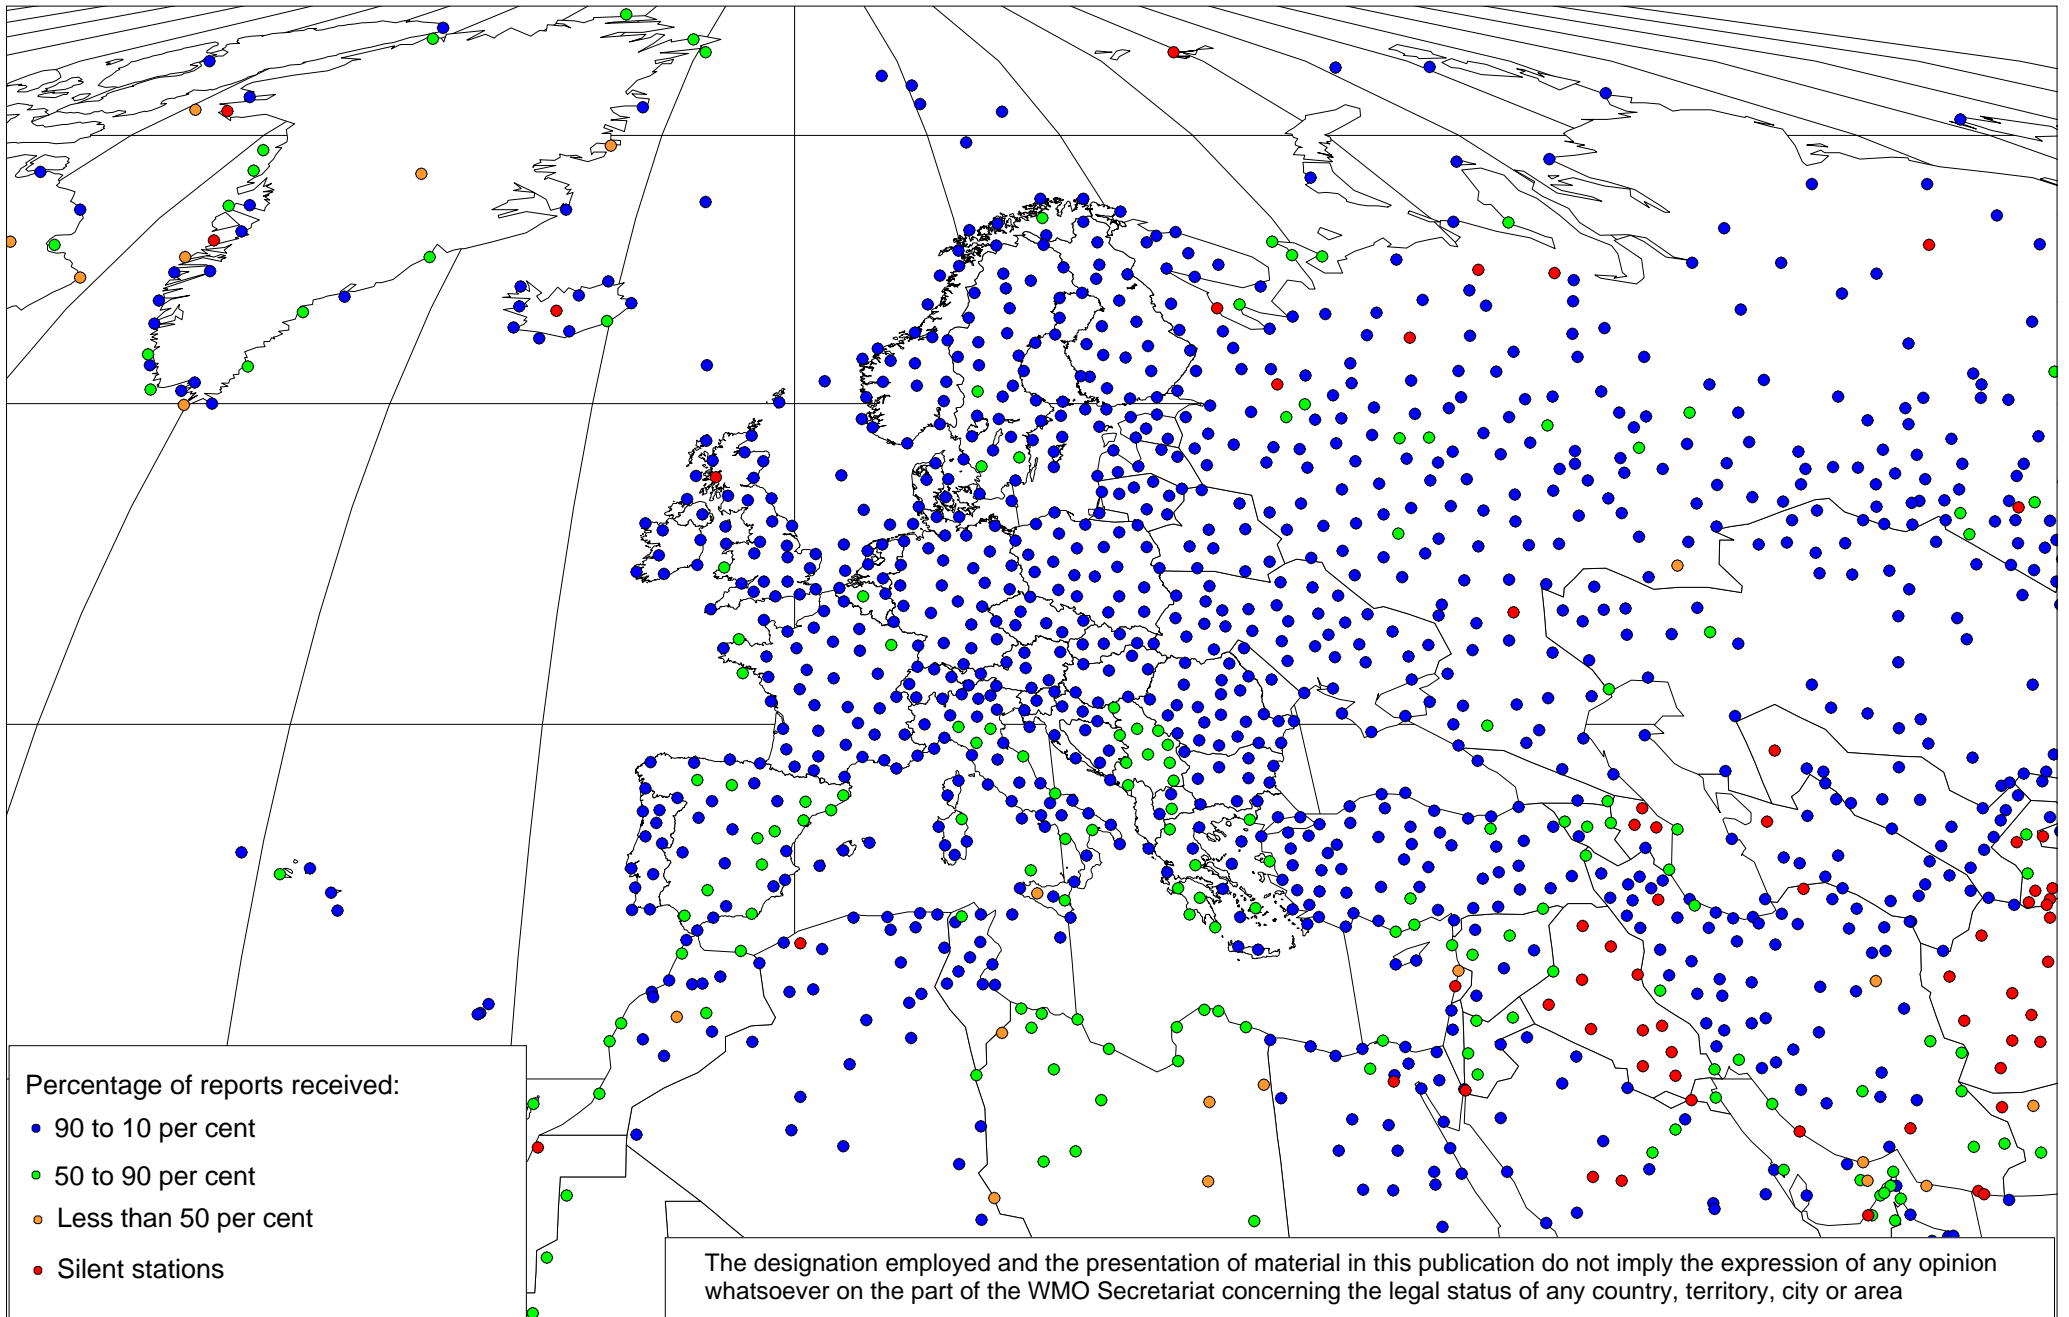 Percentage of reports received:
90 to 10 per cent
50 to 90 per cent
Less than 50 per cent
Silent stations
The designation employed and the presentation of material in this publication do not imply the expression of any opinion
whatsoever on the part of the WMO Secretariat concerning the legal status of any country, territory, city or area